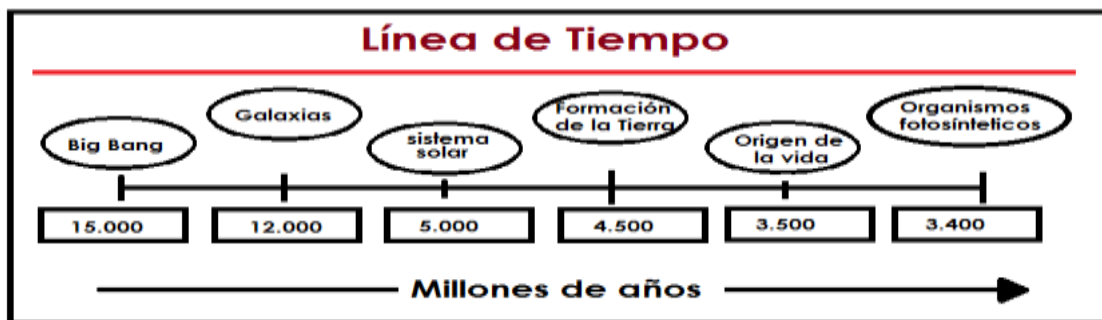 Línea de Tiempo
Big Bang
Galaxias
sistema
solar
Formación
de la Tierra
Origen de
la vida
Organismos
fotosínteticos
15.000
12.000
5.000
4.500
3.500
3.400
Millones de años